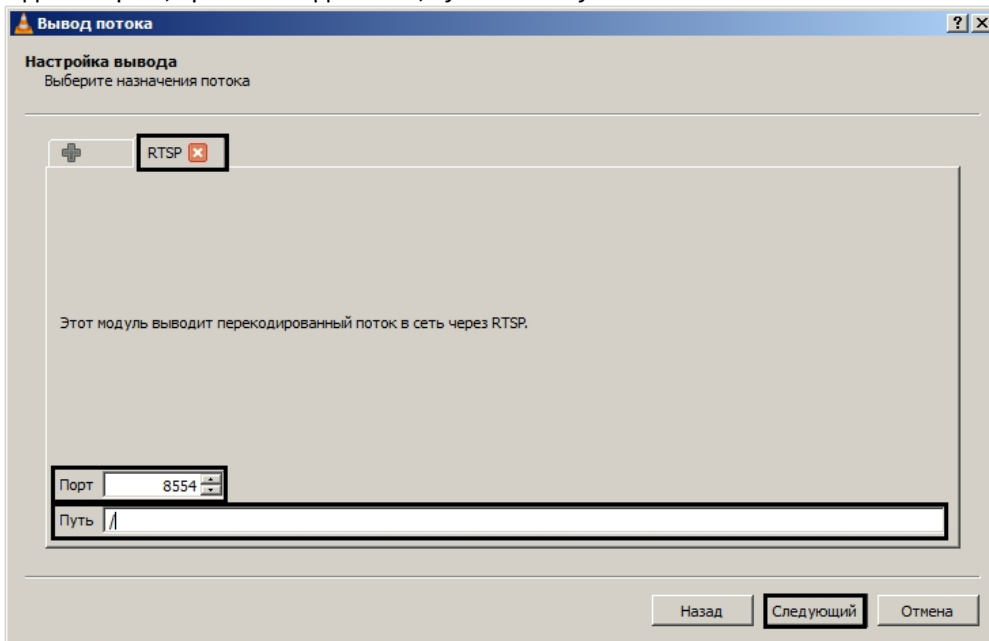 Вывод потока
Настройка вывода
Выберите назначения потока
RTSP
Этот модуль выводит перекодированный поток в сеть через RTSP.
Порт 8554
Путь /
Назад Следующий Отмена